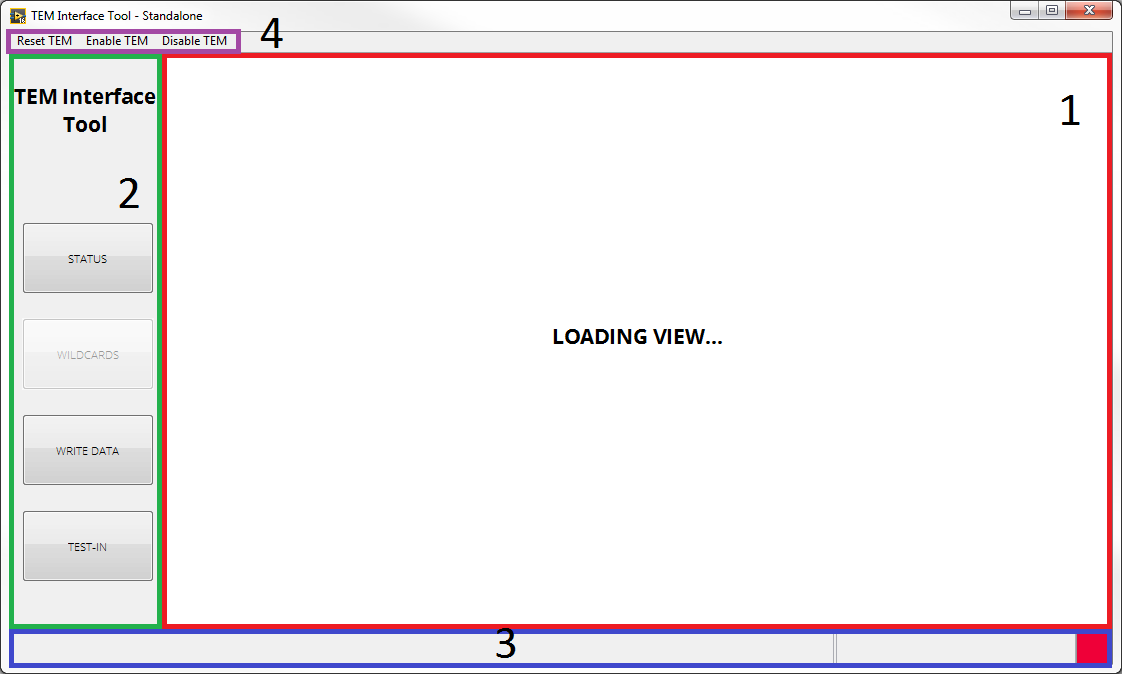 TEM Interface Tool - Standalone
Reset TEM Enable TEM Disable TEM
4
TEM Interface
Tool
1
2
STATUS
WILDCARDS
LOADING VIEW...
WRITE DATA
TEST-IN
3